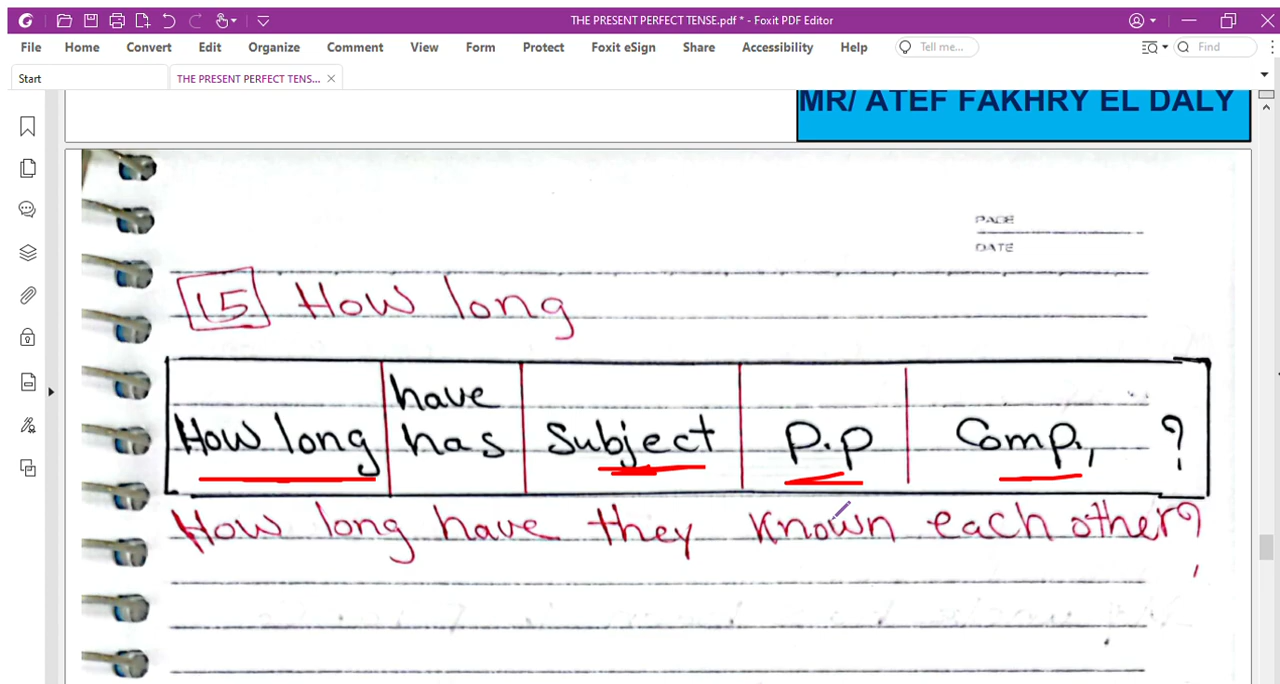 THE PRESENT PERFECT TENSE.pdf * - Foxit PDF Editor
File Home Convert Edit Organize Comment View Form Protect Foxit eSign Share Accessibility Help Tell me... Find
Start THE PRESENT PERFECT TENS...
MR/ ATEF FAKHRY EL DALY
PAGE
DATE
15 How long
How long have has Subject P.p Comp, ?
How long have they known each other?